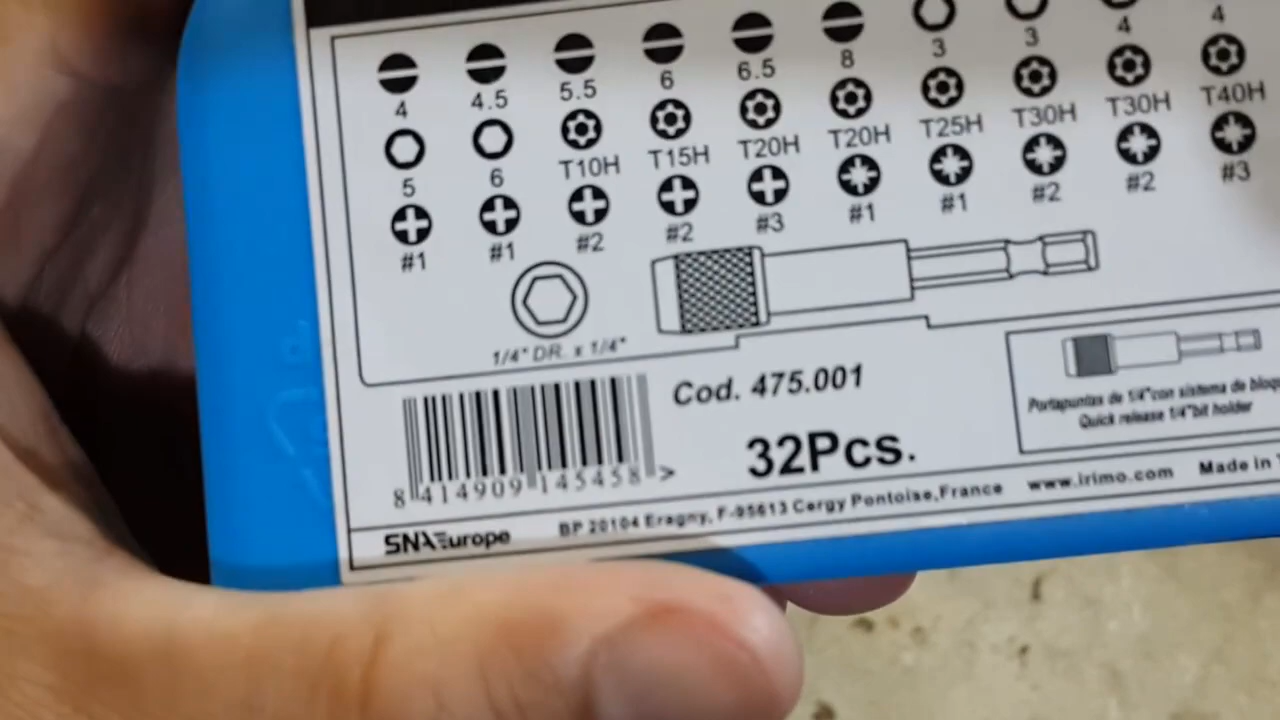 4 4.5 5.5 6 6.5 8 3 3 4 4
5 6 T10H T15H T20H T20H T25H T30H T30H T40H
#1 #1 #2 #2 #3 #1 #1 #2 #2 #3
1/4" DR. x 1/4"
Cod. 475.001
32Pcs.
8 414909 145458 >
Portapuntas de 1/4"con sistema de
Quick release 1/4"bit holder
SNA Europe BP 20104 Eragny, F-95613 Cergy Pontoise,France www.irimo.com Made in